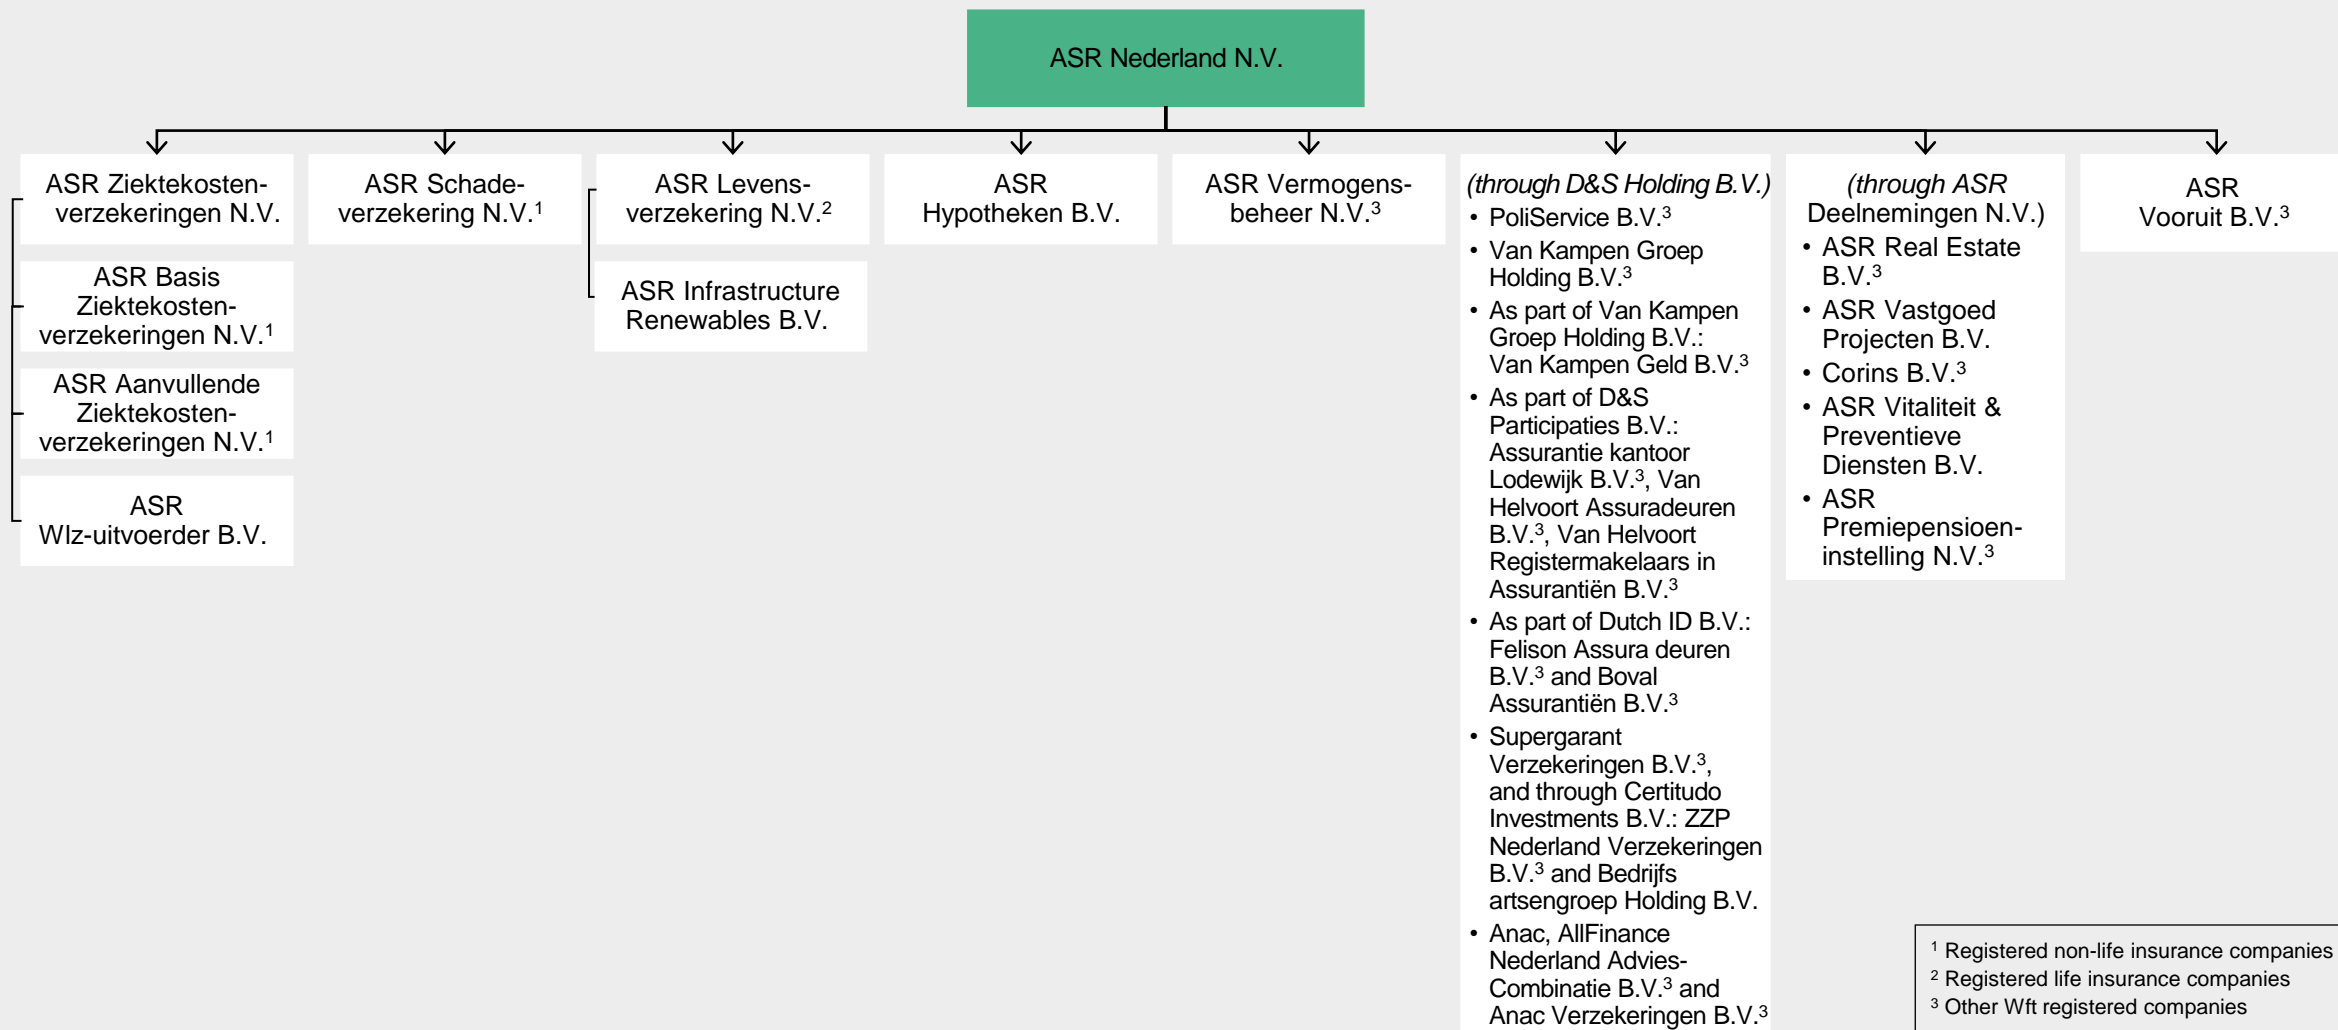 ASR Nederland N.V.
ASR Ziektekosten-
verzekeringen N.V.
ASR Basis
Ziektekosten-
verzekeringen N.V.¹
ASR Aanvullende
Ziektekosten-
verzekeringen N.V.¹
ASR
Wlz-uitvoerder B.V.
ASR Schade-
verzekering N.V.¹
ASR Levens-
verzekering N.V.²
ASR Infrastructure
Renewables B.V.
ASR
Hypotheken B.V.
ASR Vermogens-
beheer N.V.³
(through D&S Holding B.V.)
• PoliService B.V.³
• Van Kampen Groep
Holding B.V.³
• As part of Van Kampen
Groep Holding B.V.:
Van Kampen Geld B.V.³
• As part of D&S
Participaties B.V.:
Assurantie kantoor
Lodewijk B.V.³, Van
Helvoort Assuradeuren
B.V.³, Van Helvoort
Registermakelaars in
Assurantiën B.V.³
• As part of Dutch ID B.V.:
Felison Assura deuren
B.V.³ and Boval
Assurantiën B.V.³
• Supergarant
Verzekeringen B.V.³,
and through Certitudo
Investments B.V.: ZZP
Nederland Verzekeringen
B.V.³ and Bedrijfs
artsengroep Holding B.V.
• Anac, AllFinance
Nederland Advies-
Combinatie B.V.³ and
Anac Verzekeringen B.V.³
(through ASR
Deelnemingen N.V.)
• ASR Real Estate
B.V.³
• ASR Vastgoed
Projecten B.V.
• Corins B.V.³
• ASR Vitaliteit &
Preventieve
Diensten B.V.
• ASR
Premiepensioen-
instelling N.V.³
ASR
Vooruit B.V.³
¹ Registered non-life insurance companies
² Registered life insurance companies
³ Other Wft registered companies